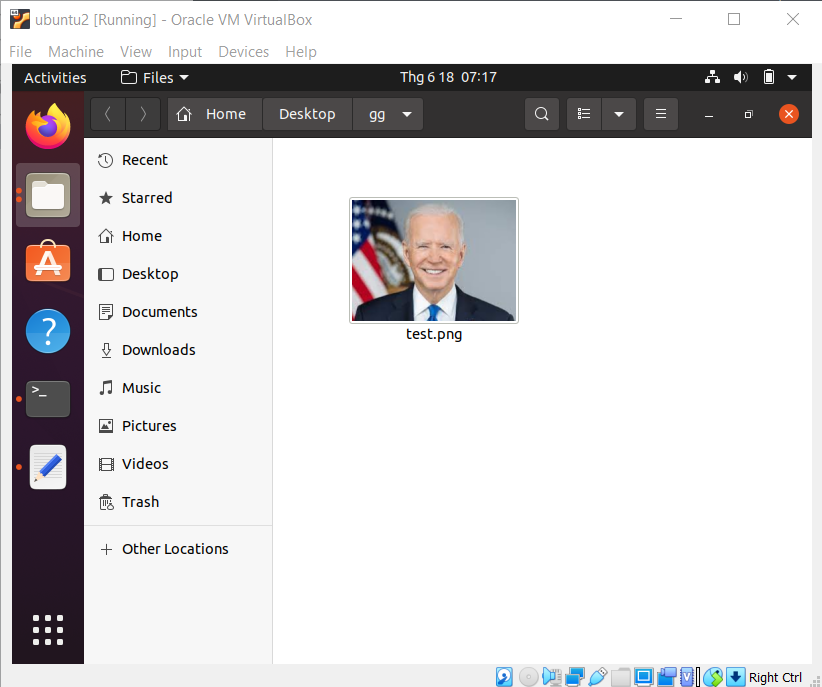 ubuntu2 [Running] - Oracle VM VirtualBox
File Machine View Input Devices Help
Activities Files Thg 6 18 07:17
Home Desktop gg
Recent
Starred
Home
Desktop
Documents
Downloads
Music
Pictures
Videos
Trash
Other Locations
test.png
Right Ctrl